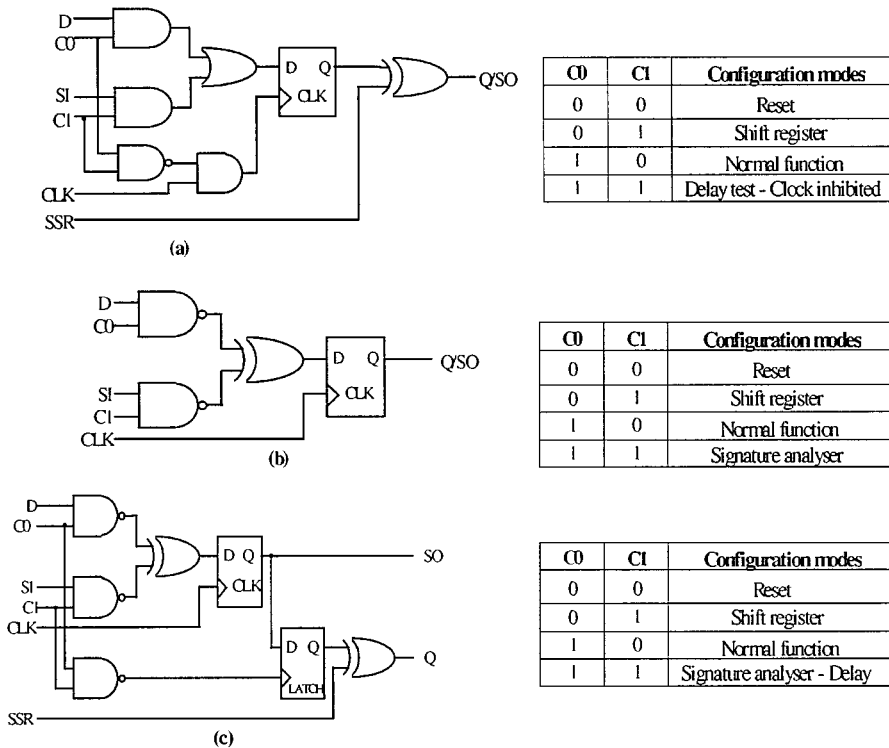 D
C0
SI
C1
CLK
SSR
D Q
CLK
Q/SO
(a)
C0 C1 Configuration modes
0 0 Reset
0 1 Shift register
1 0 Normal function
1 1 Delay test - Clock inhibited
D
C0
SI
C1
CLK
D Q
CLK
Q/SO
(b)
C0 C1 Configuration modes
0 0 Reset
0 1 Shift register
1 0 Normal function
1 1 Signature analyser
D
C0
SI
C1
CLK
SSR
D Q
CLK
SO
D Q
LATCH
Q
(c)
C0 C1 Configuration modes
0 0 Reset
0 1 Shift register
1 0 Normal function
1 1 Signature analyser - Delay